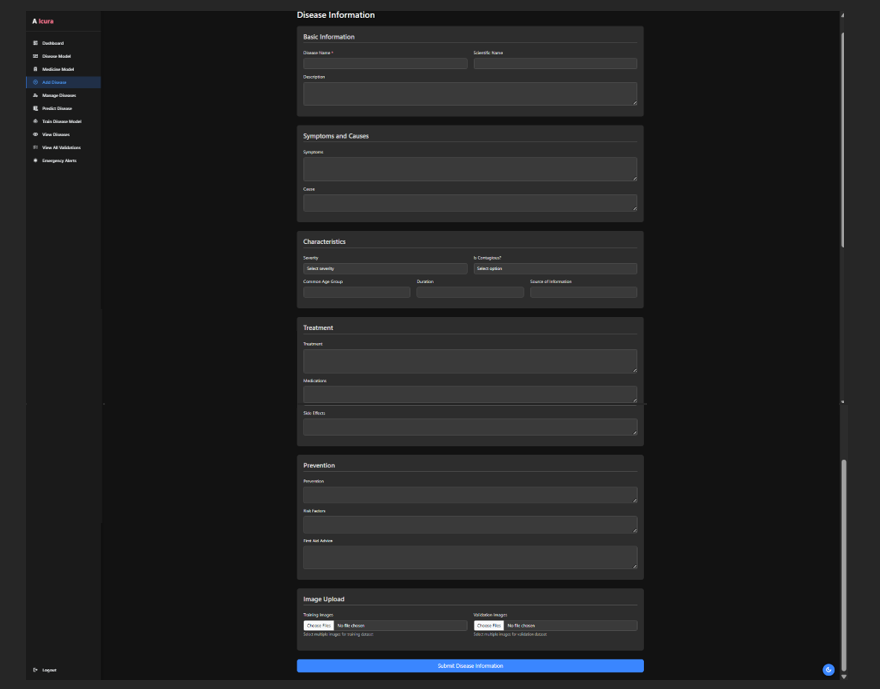 A Icura
Dashboard
Disease Model
Medicine Model
Add Disease
Manage Diseases
Predict Disease
Train Disease Model
View Diseases
View All Validations
Emergency Alerts
Logout
Disease Information
Basic Information
Disease Name *
Scientific Name
Description
Symptoms and Causes
Symptoms
Cause
Characteristics
Severity
Is Contagious?
Select severity
Select option
Common Age Group
Duration
Source of Information
Treatment
Treatment
Medications
Side Effects
Prevention
Prevention
Risk Factors
First Aid Advice
Image Upload
Training Images
Validation Images
Choose Files No file chosen
Choose Files No file chosen
Select multiple images for training dataset
Select multiple images for validation dataset
Submit Disease Information